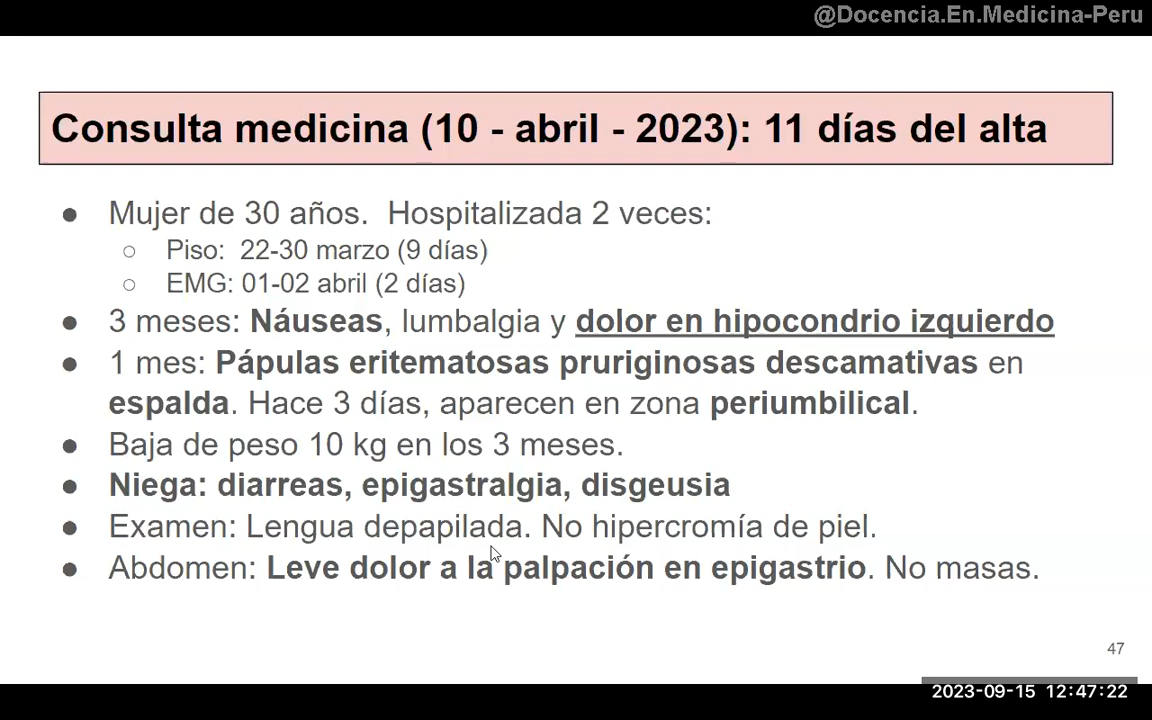 @Docencia.En.Medicina-Peru
Consulta medicina (10 - abril - 2023): 11 días del alta
● Mujer de 30 años. Hospitalizada 2 veces:
○ Piso: 22-30 marzo (9 días)
○ EMG: 01-02 abril (2 días)
● 3 meses: Náuseas, lumbalgia y dolor en hipocondrio izquierdo
● 1 mes: Pápulas eritematosas pruriginosas descamativas en
espalda. Hace 3 días, aparecen en zona periumbilical.
● Baja de peso 10 kg en los 3 meses.
● Niega: diarreas, epigastralgia, disgeusia
● Examen: Lengua depapilada. No hipercromía de piel.
● Abdomen: Leve dolor a la palpación en epigastrio. No masas.
47
2023-09-15 12:47:22